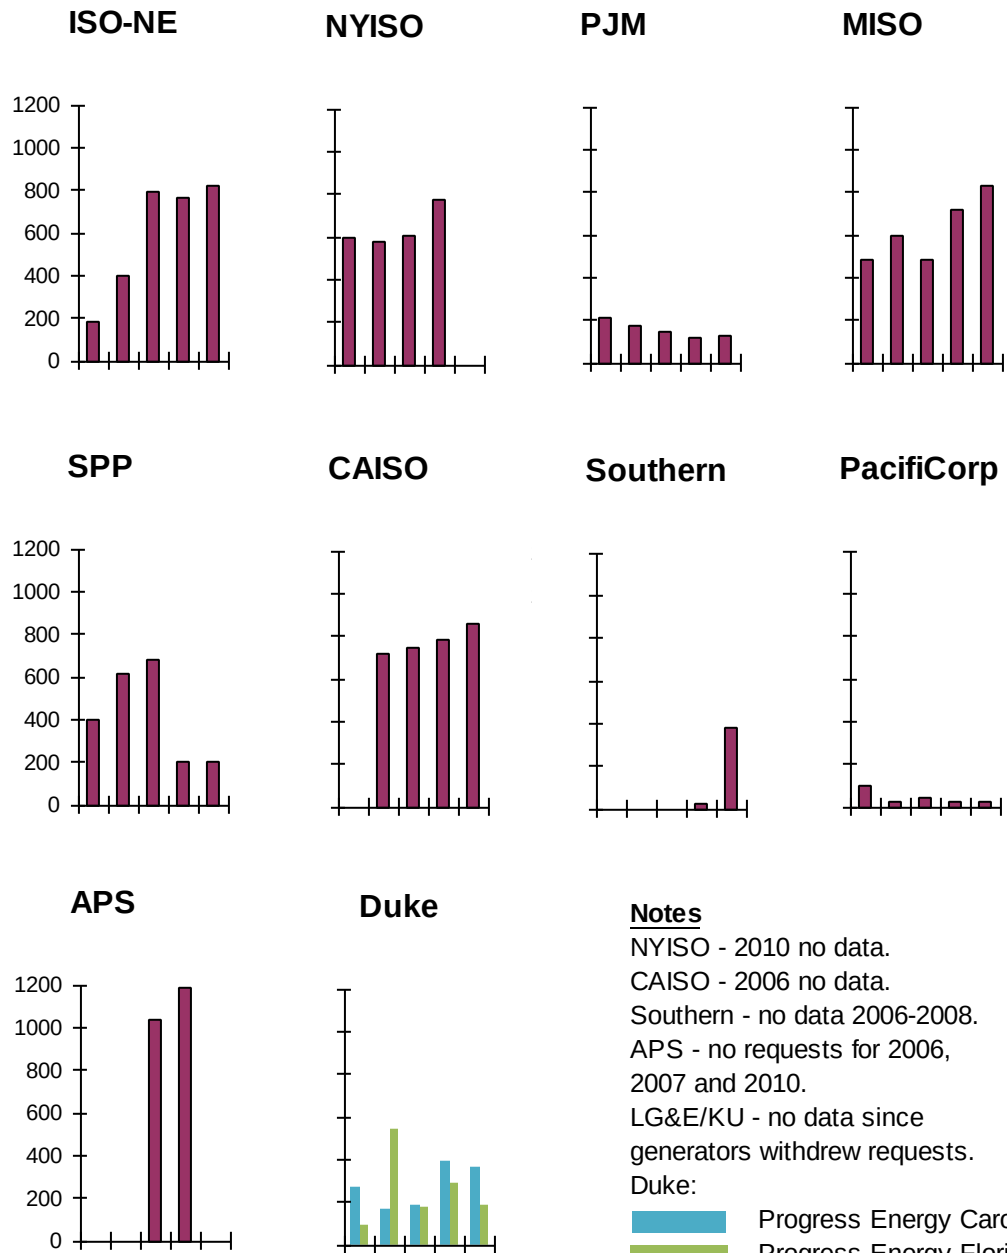 ISO-NE NYISO PJM MISO
1200
1000
800
600
400
200
0
SPP CAISO Southern PacifiCorp
1200
1000
800
600
400
200
0
APS Duke
1200
1000
800
600
400
200
0
Notes
NYISO - 2010 no data.
CAISO - 2006 no data.
Southern - no data 2006-2008.
APS - no requests for 2006,
2007 and 2010.
LG&E/KU - no data since
generators withdrew requests.
Duke:
Progress Energy
Progress Energy